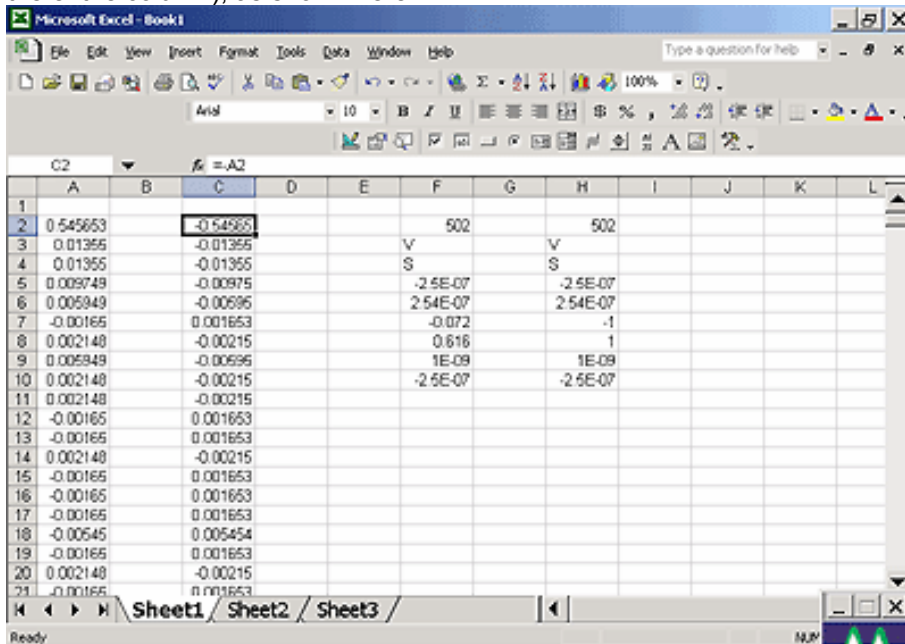 Microsoft Excel - Book1
File Edit View Insert Format Tools Data Window Help Type a question for help
100%
Arial 10 B I U $ % ,
C2 fx =-A2
A B C D E F G H I J K L
1
2 0.545653 -0.54565 502 502
3 0.01355 -0.01355 V V
4 0.01355 -0.01355 S S
5 0.009749 -0.00975 -2.5E-07 -2.5E-07
6 0.005949 -0.00595 2.54E-07 2.54E-07
7 -0.00165 0.001653 -0.072 -1
8 0.002148 -0.00215 0.616 1
9 0.005949 -0.00595 1E-09 1E-09
10 0.002148 -0.00215 -2.5E-07 -2.5E-07
11 0.002148 -0.00215
12 -0.00165 0.001653
13 -0.00165 0.001653
14 0.002148 -0.00215
15 -0.00165 0.001653
16 -0.00165 0.001653
17 -0.00165 0.001653
18 -0.00545 0.005454
19 -0.00165 0.001653
20 0.002148 -0.00215
21 -0.00165 0.001653
Sheet1 Sheet2 Sheet3
Ready NUM